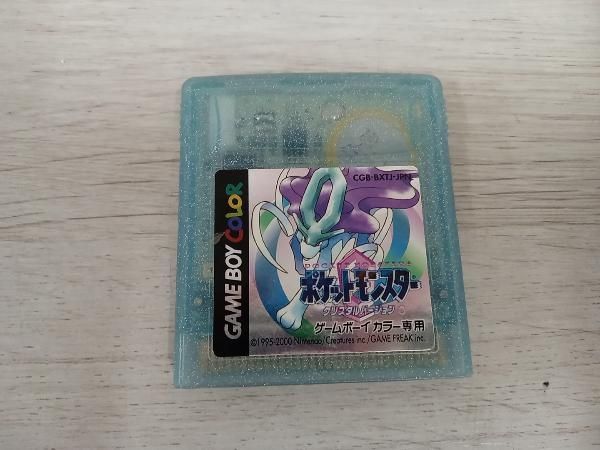 GAME BOY COLOR
CGB-BXTJ-JPN
POCKET MONSTERS
ポケットモンスター
クリスタルバージョン
ゲームボーイカラー専用
©1995-2000 Nintendo/Creatures inc./GAME FREAK inc.